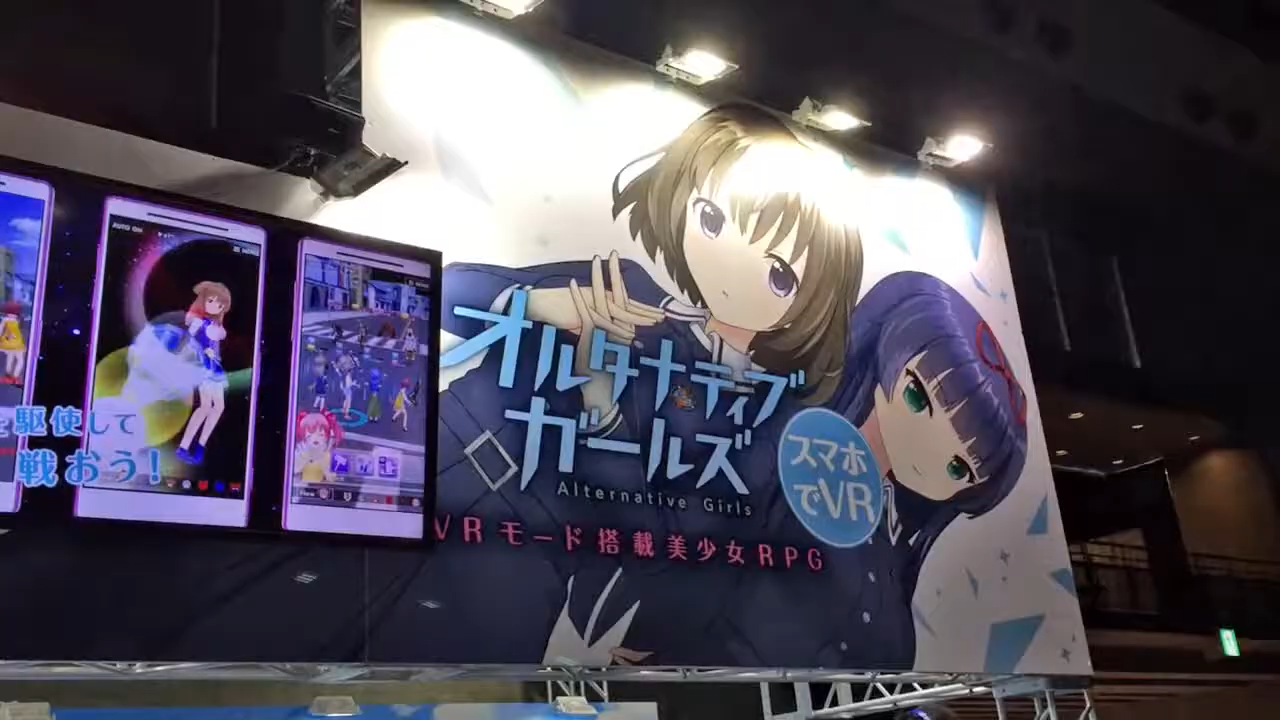 AUTO ON
駆使して
戦おう!
オルタナティブ
ガールズ
Alternative Girls
スマホ
でVR
VRモード搭載美少女RPG